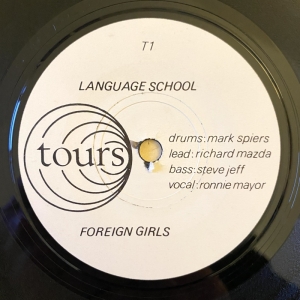 T1
LANGUAGE SCHOOL
tours
drums:mark spiers
lead:richard mazda
bass:steve jeff
vocal:ronnie mayor
FOREIGN GIRLS